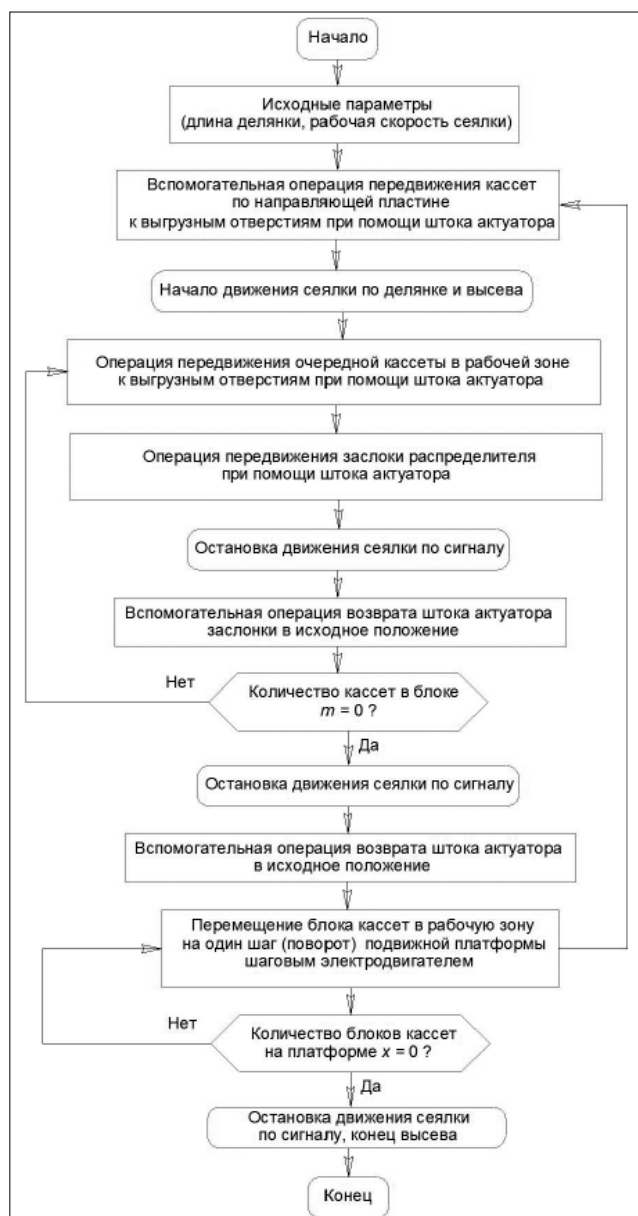 Начало
Исходные параметры
(длина делянки, рабочая скорость сеялки)
Вспомогательная операция передвижения кассет
по направляющей пластине
к выгрузным отверстиям при помощи штока актуатора
Начало движения сеялки по делянке и высева
Операция передвижения очередной кассеты в рабочей зоне
к выгрузным отверстиям при помощи штока актуатора
Операция передвижения заслоки распределителя
при помощи штока актуатора
Остановка движения сеялки по сигналу
Вспомогательная операция возврата штока актуатора
заслонки в исходное положение
Нет
Количество кассет в блоке
m = 0 ?
Да
Остановка движения сеялки по сигналу
Вспомогательная операция возврата штока актуатора
в исходное положение
Перемещение блока кассет в рабочую зону
на один шаг (поворот) подвижной платформы
шаговым электродвигателем
Нет
Количество блоков кассет
на платформе x = 0 ?
Да
Остановка движения сеялки
по сигналу, конец высева
Конец